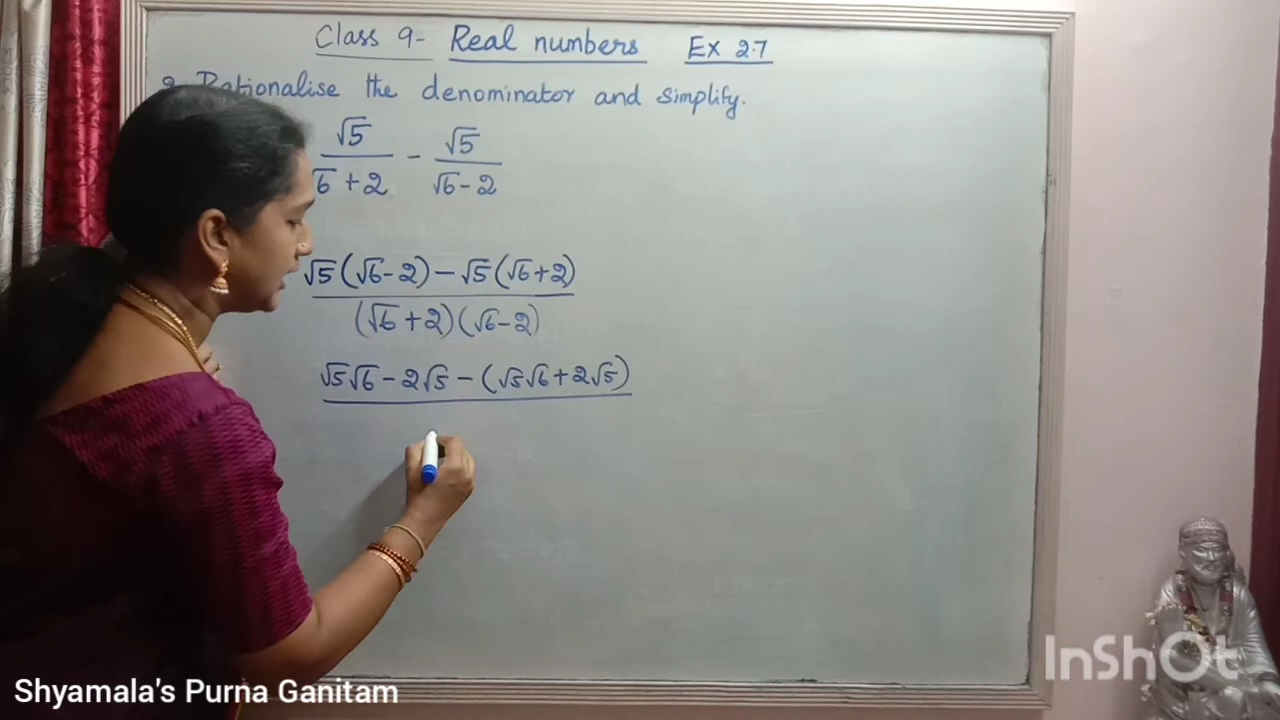 Class 9- Real numbers Ex 2.7
Rationalise the denominator and simplify.
√5/√6+2 - √5/√6-2
√5(√6-2)-√5(√6+2)
(√6+2)(√6-2)
√5√6-2√5-(√5√6+2√5)
InShOt
Shyamala's Purna Ganitam